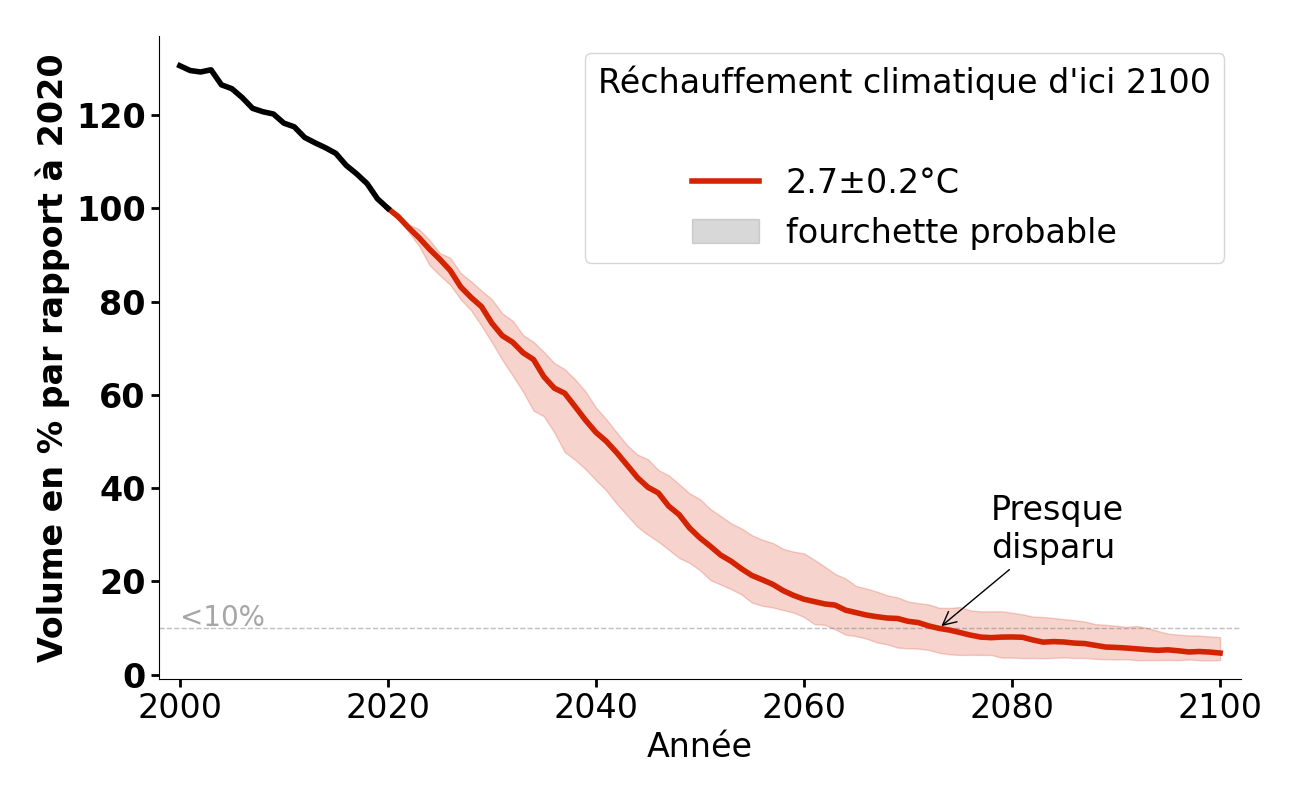 Volume en % par rapport à 2020
120
100
80
60
40
20
0
Réchauffement climatique d'ici 2100
2.7±0.2°C
fourchette probable
Presque
disparu
<10%
2000 2020 2040 2060 2080 2100
Année